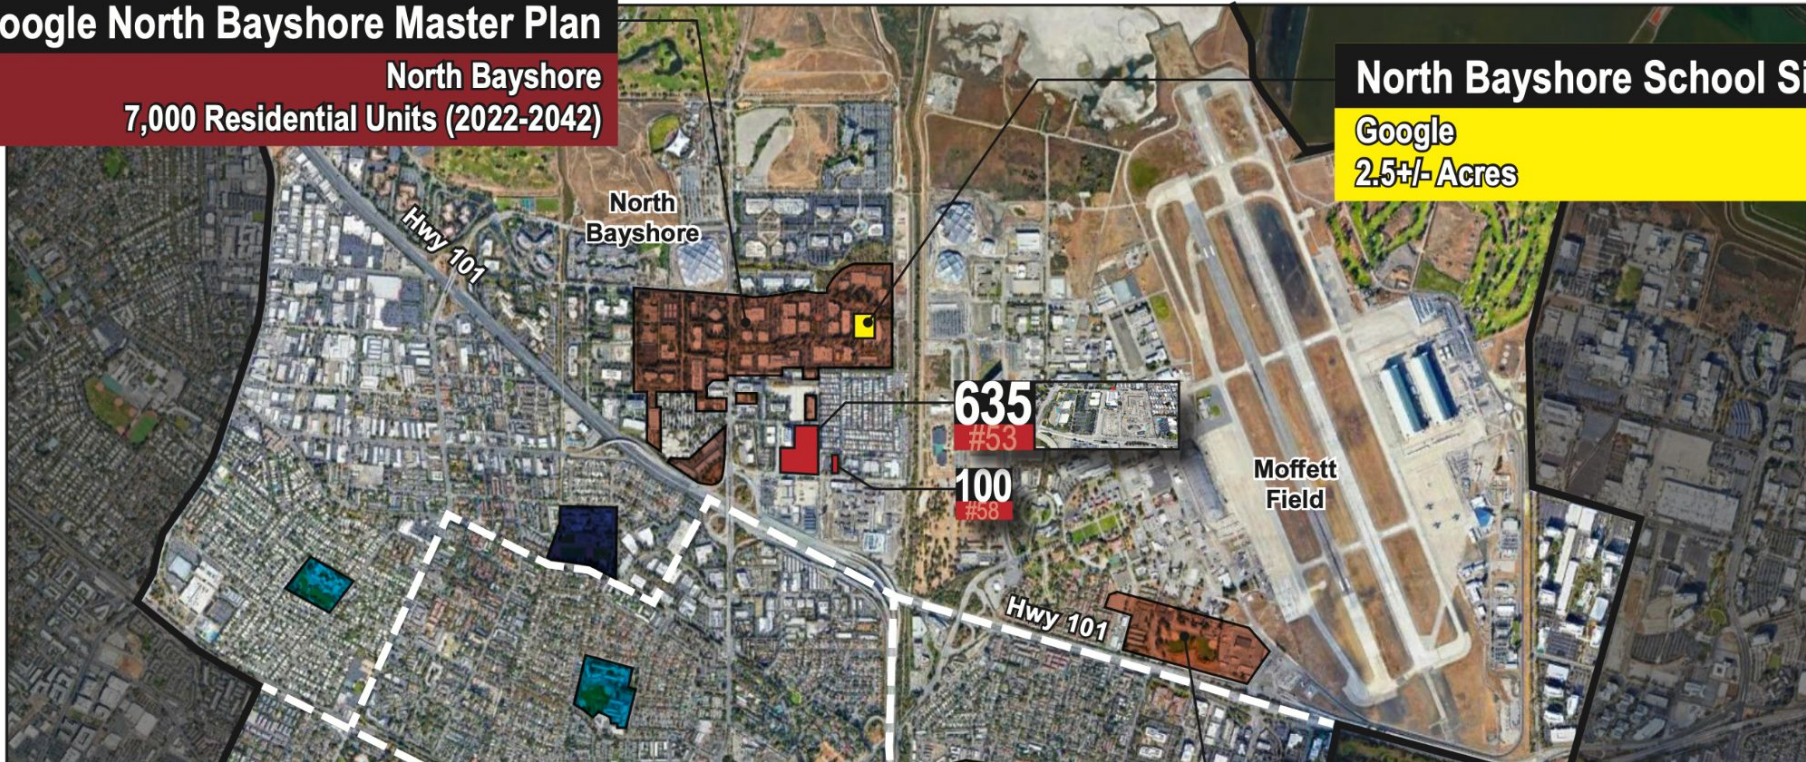 oogle North Bayshore Master Plan
North Bayshore
7,000 Residential Units (2022-2042)
North Bayshore School Si
Google
2.5+/- Acres
North
Bayshore
Hwy 101
635
#53
100
#58
Moffett
Field
Hwy 101